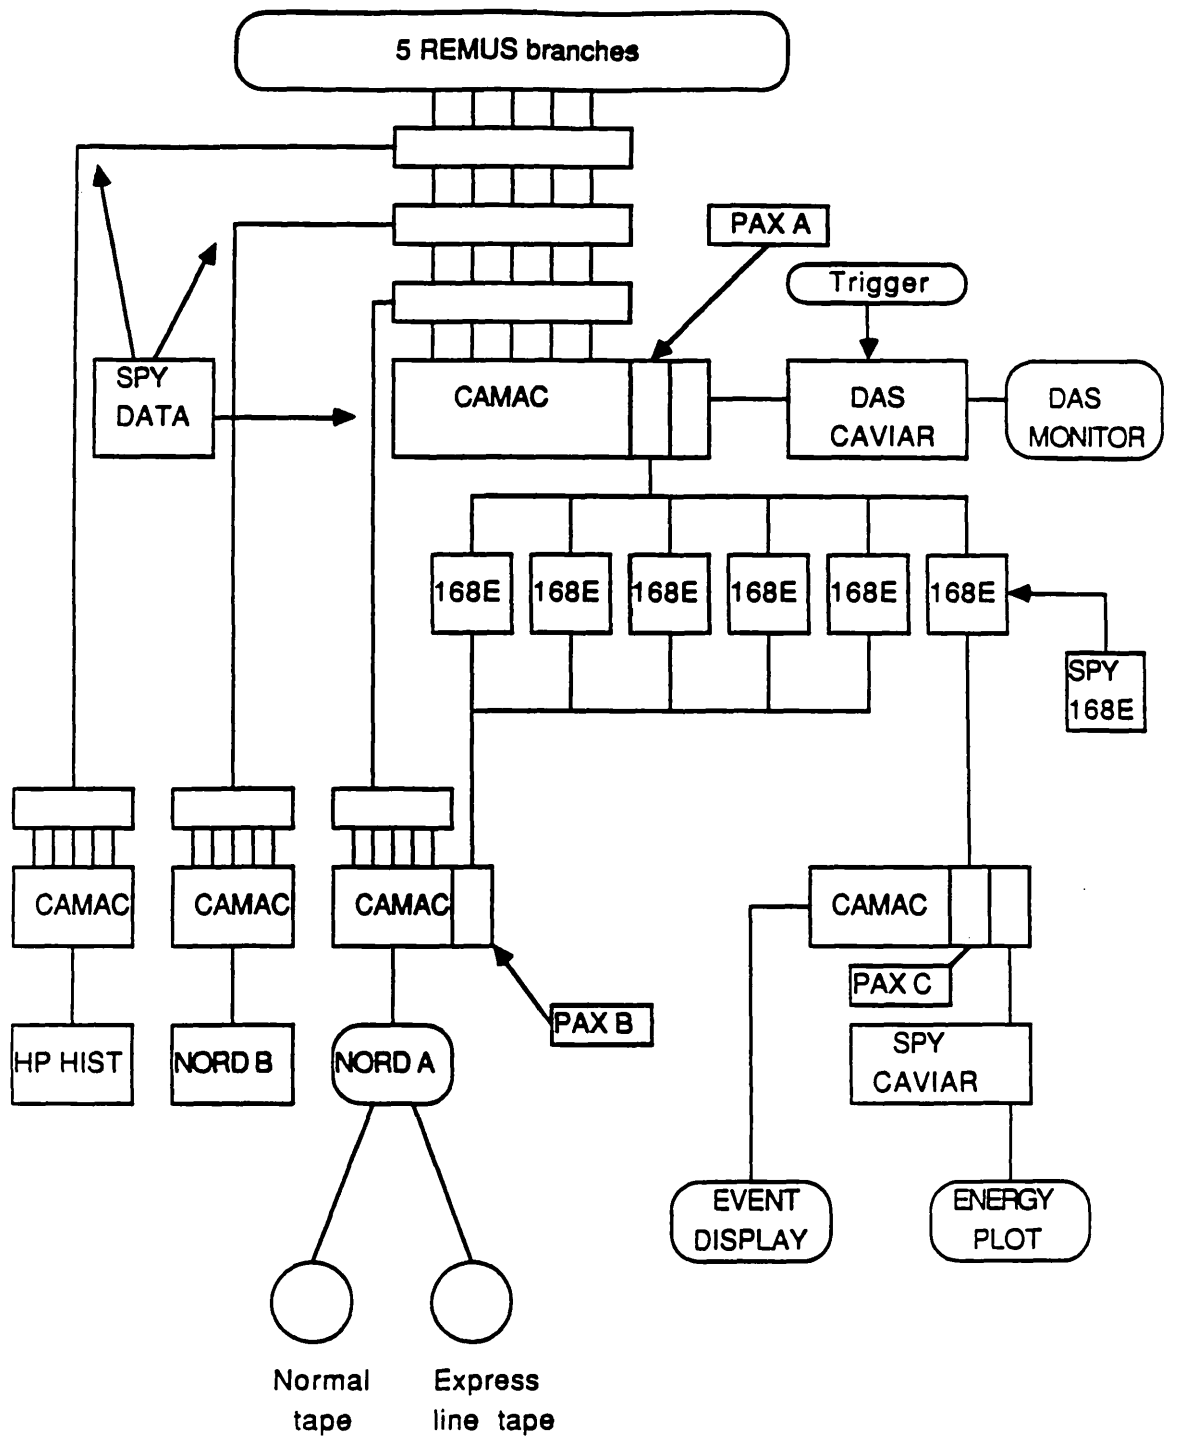 5 REMUS branches
PAX A
Trigger
SPY
DATA
CAMAC
DAS
CAVIAR
DAS
MONITOR
168E
168E
168E
168E
168E
168E
SPY
168E
CAMAC
CAMAC
CAMAC
CAMAC
PAX C
PAX B
HP HIST
NORD B
NORD A
SPY
CAVIAR
EVENT
DISPLAY
ENERGY
PLOT
Normal
tape
Express
line tape